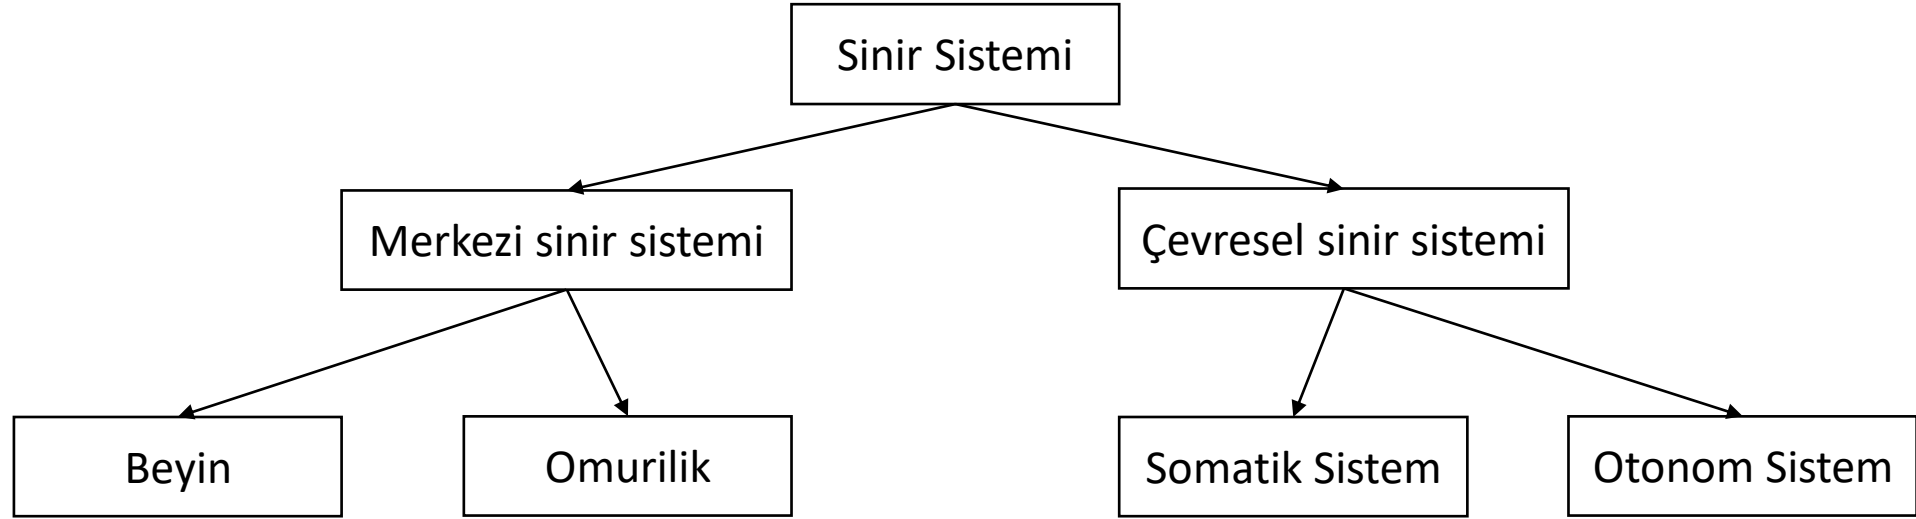 Sinir Sistemi
Merkezi sinir sistemi
Çevresel sinir sistemi
Beyin
Omurilik
Somatik Sistem
Otonom Sistem